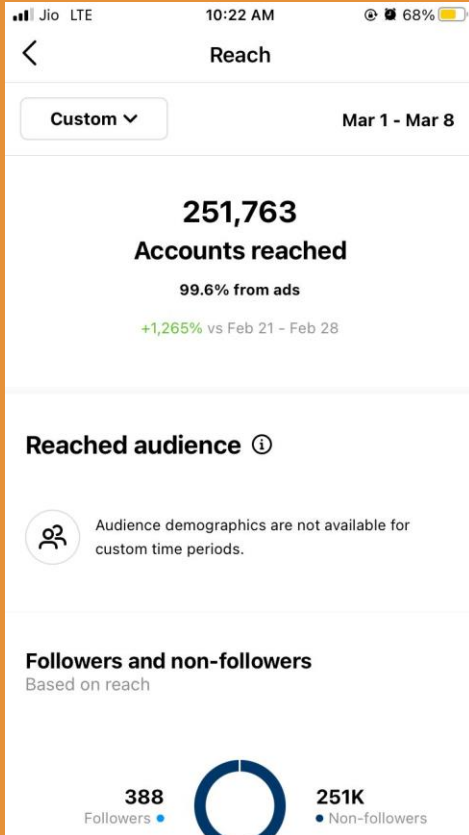 Jio LTE 10:22 AM 68%
Reach
Custom Mar 1 - Mar 8
251,763
Accounts reached
99.6% from ads
+1,265% vs Feb 21 - Feb 28
Reached audience
Audience demographics are not available for
custom time periods.
Followers and non-followers
Based on reach
388 251K
Followers Non-followers